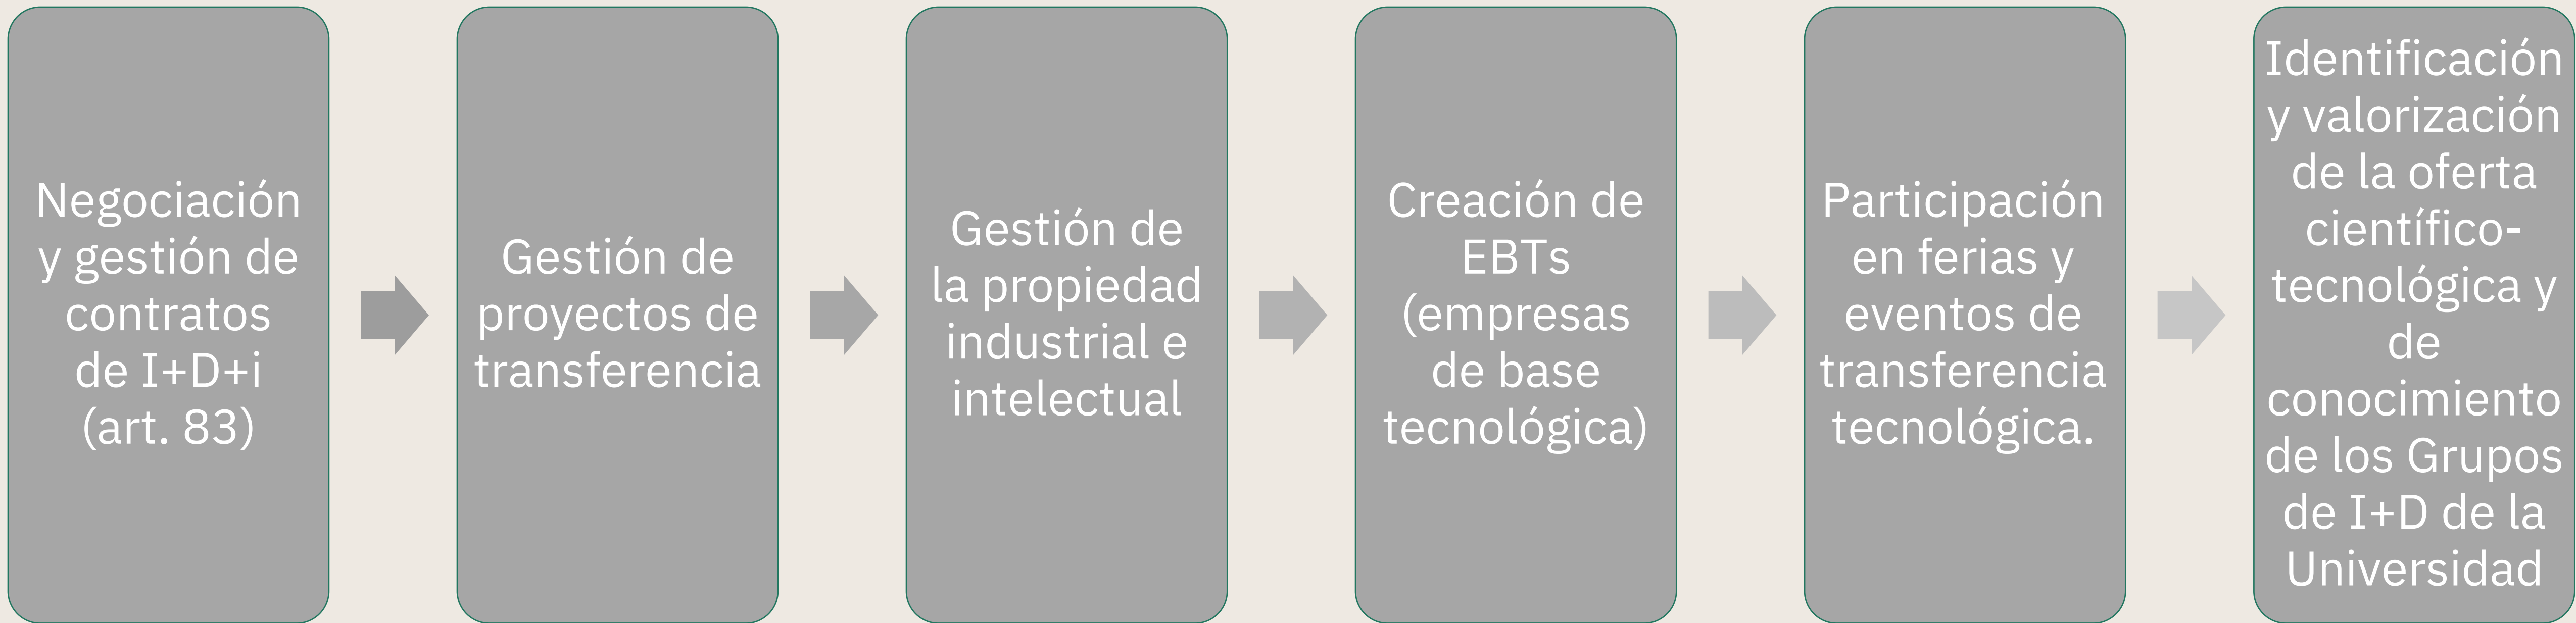 Negociación
y gestión de
contratos
de I+D+i
(art. 83)
Gestión de
proyectos de
transferencia
Gestión de
la propiedad
industrial e
intelectual
Creación de
EBTs
(empresas
de base
tecnológica)
Participación
en ferias y
eventos de
transferencia
tecnológica.
Identificación
y valorización
de la oferta
científico-
tecnológica y
de
conocimiento
de los Grupos
de I+D de la
Universidad